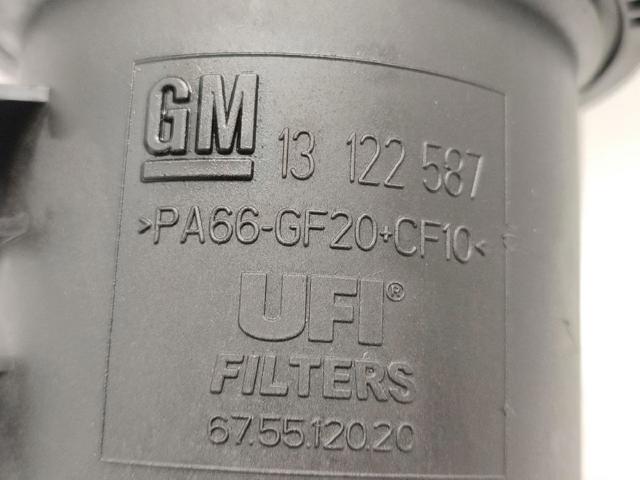 GM 13 122 587
>PA66-GF20+CF10<
UFI®
FILTERS
67.55.120.20